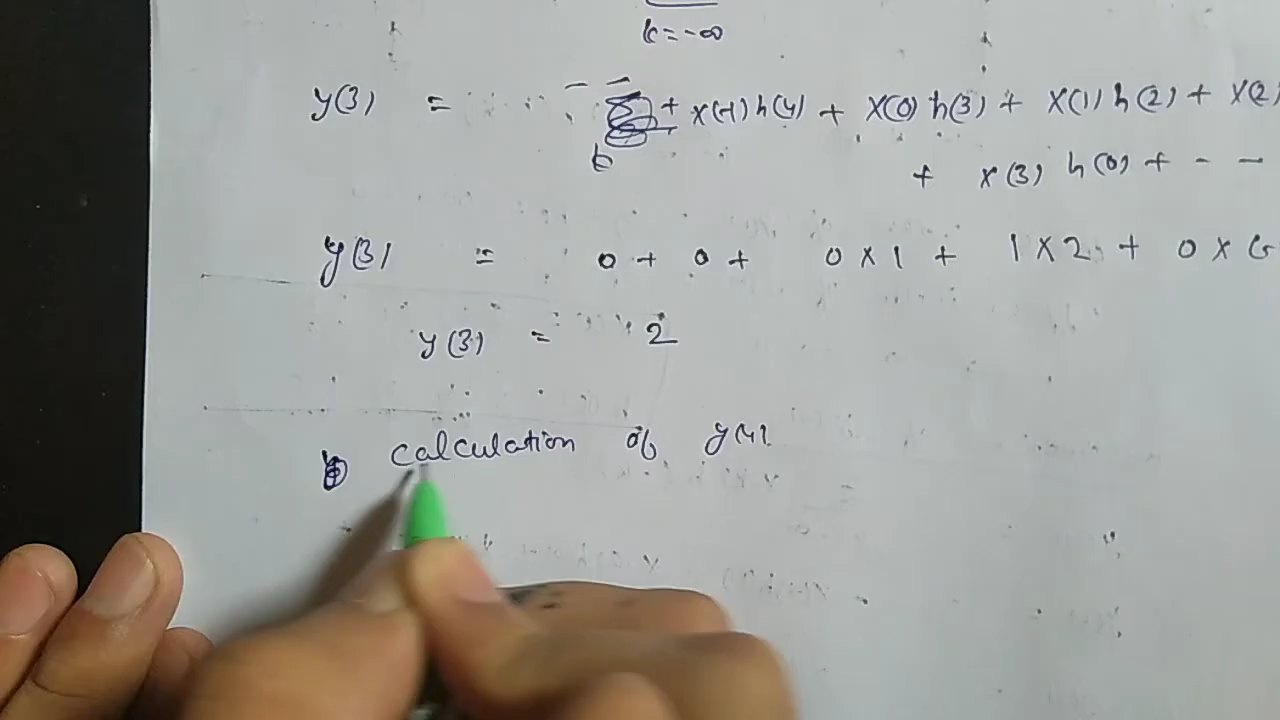 k=-∞
y(3) = - - + x(-1) h(4) + x(0) h(3) + x(1) h(2) + x(2)
+ x(3) h(0) + - -
y(3) = 0 + 0 + 0 x 1 + 1 x 2 + 0 x
y(3) = 2
calculation of y(4)